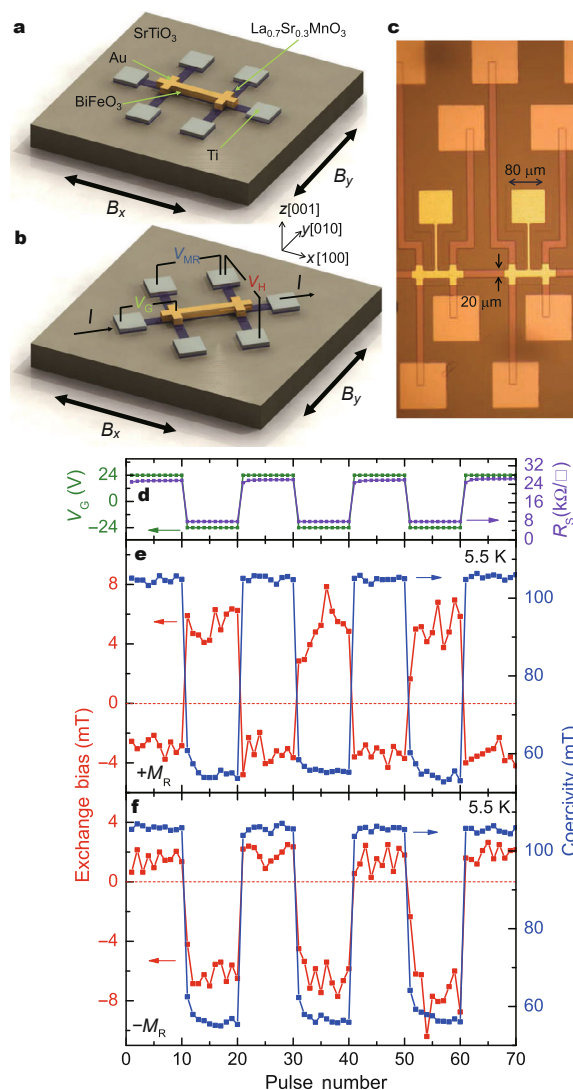 a
SrTiO3
La0.7Sr0.3MnO3
Au
BiFeO3
Ti
Bx
By
z[001]
y[010]
x[100]
b
VMR
VH
VG
I
I
Bx
By
c
80 μm
20 μm
d
VG (V)
24
0
−24
32
24
16
8
RS (kΩ/□)
e
5.5 K
8
4
0
−4
+MR
100
80
60
f
5.5 K
4
0
−4
−8
−MR
100
80
60
Exchange bias (mT)
Coercivity (mT)
0 10 20 30 40 50 60 70
Pulse number